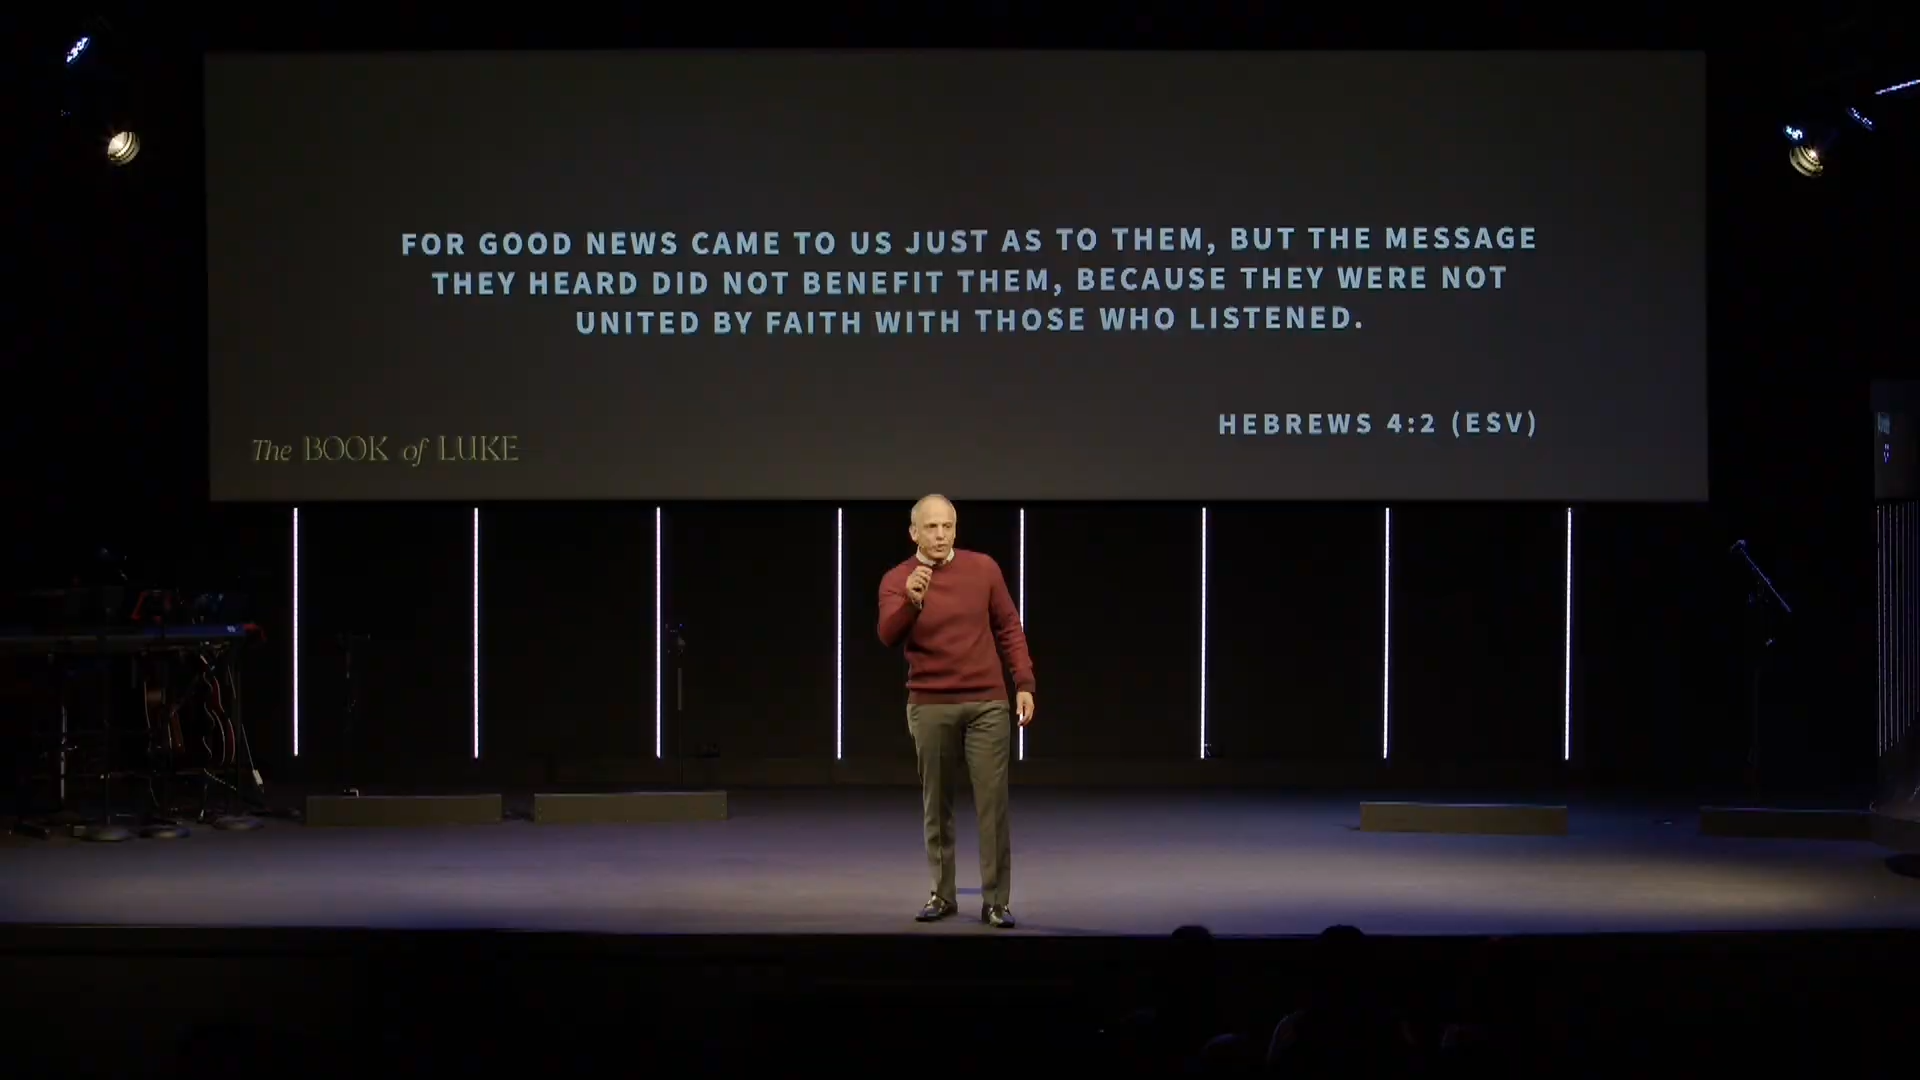 FOR GOOD NEWS CAME TO US JUST AS TO THEM, BUT THE MESSAGE
THEY HEARD DID NOT BENEFIT THEM, BECAUSE THEY WERE NOT
UNITED BY FAITH WITH THOSE WHO LISTENED.
HEBREWS 4:2 (ESV)
The BOOK of LUKE